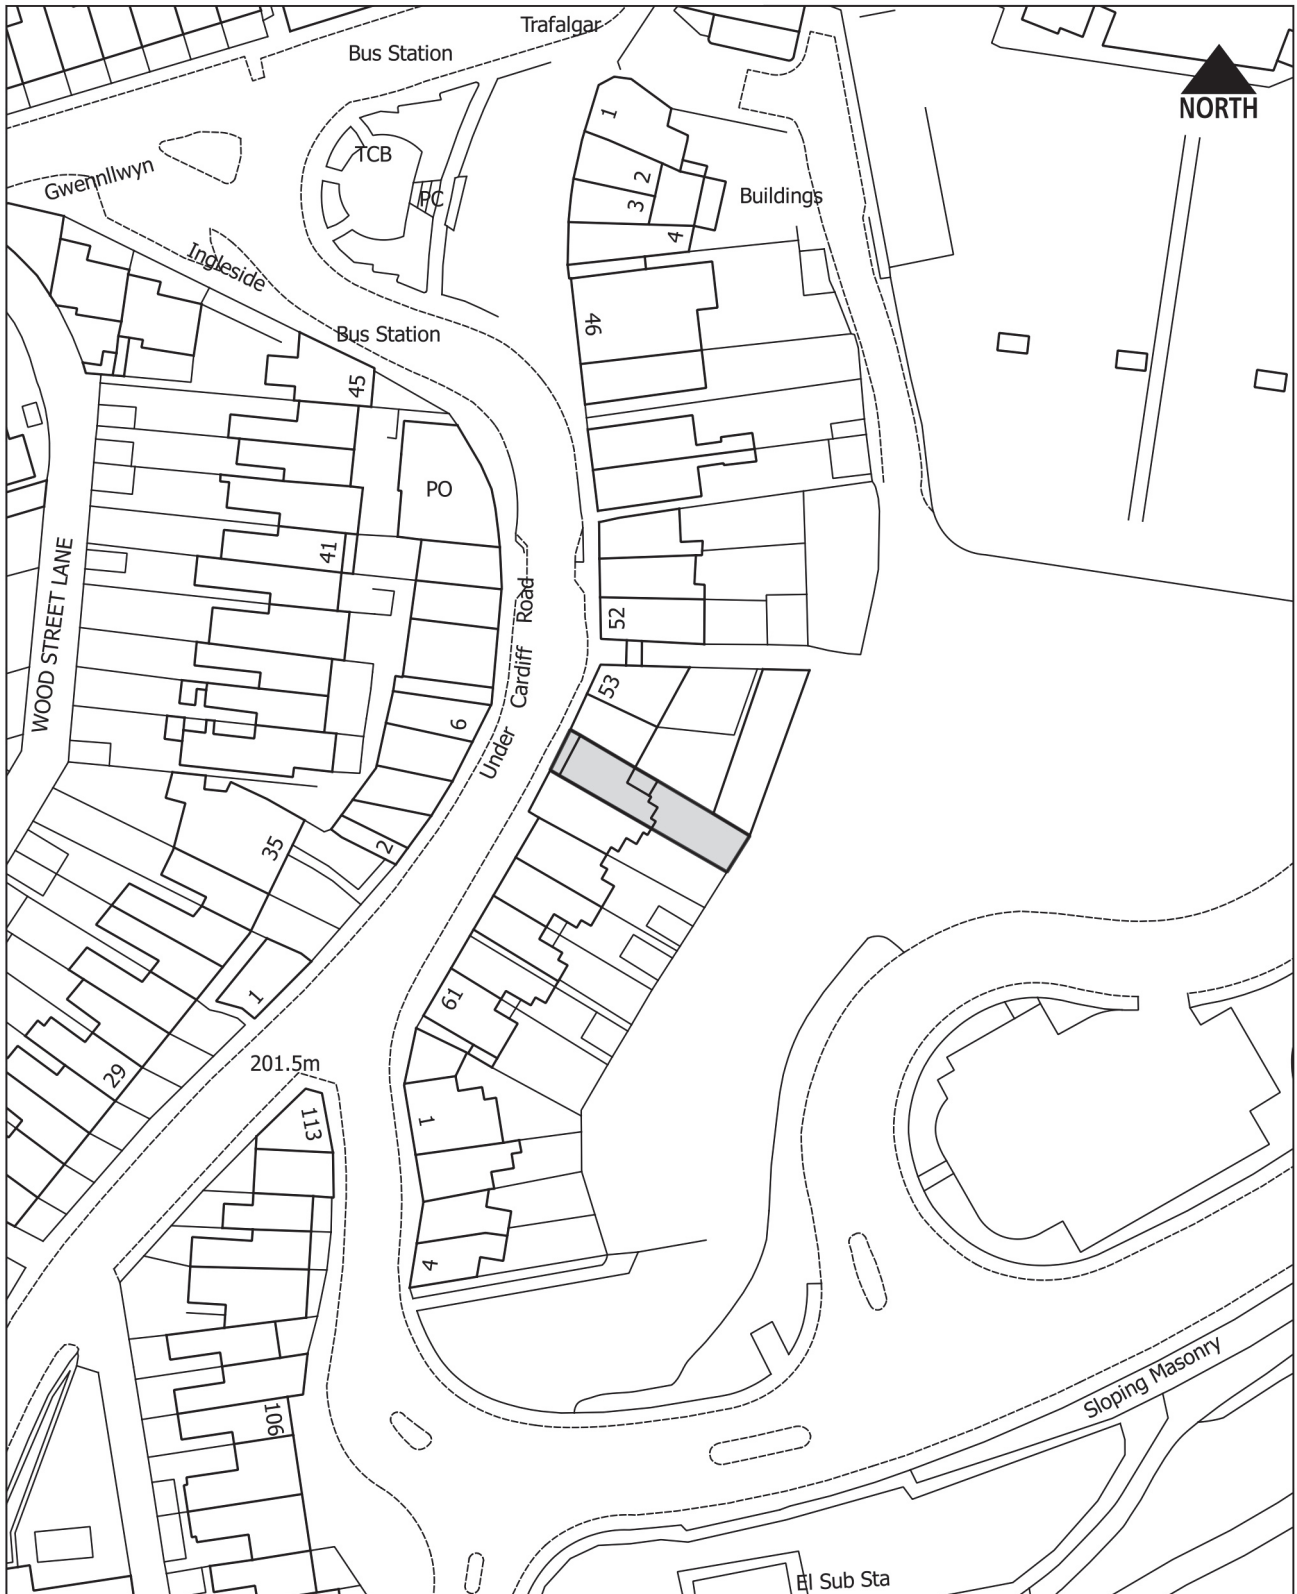 Trafalgar
Bus Station
NORTH
1
TCB
2
Gwennllwyn
PC
3
Buildings
4
Ingleside
46
Bus Station
45
PO
41
WOOD STREET LANE
Under Cardiff Road
52
53
6
35
2
1
61
201.5m
29
113
1
4
Sloping Masonry
106
El Sub Sta